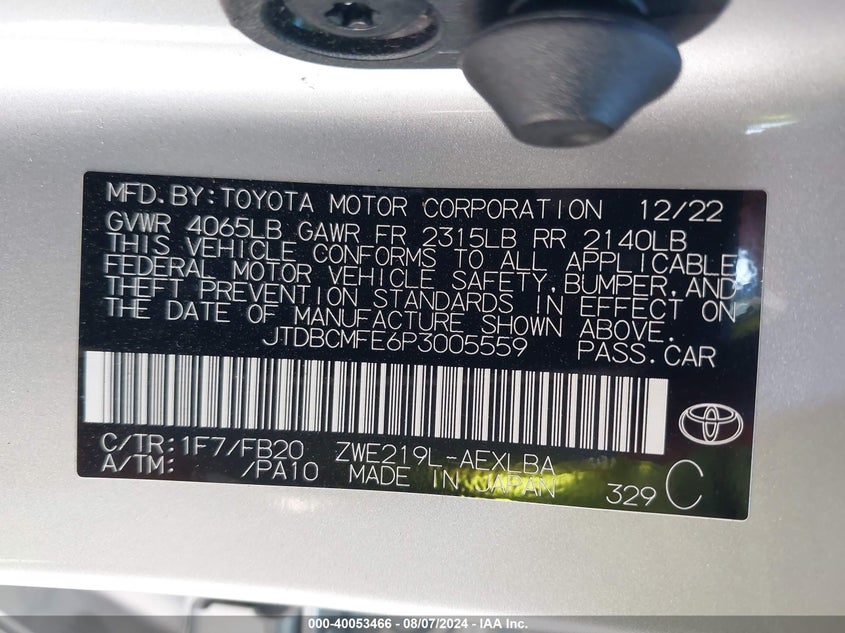 MFD.BY:TOYOTA MOTOR CORPORATION 12/22
GVWR 4065LB GAWR FR 2315LB RR 2140LB
THIS VEHICLE CONFORMS TO ALL APPLICABLE
FEDERAL MOTOR VEHICLE SAFETY,BUMPER,AND
THEFT PREVENTION STANDARDS IN EFFECT ON
THE DATE OF MANUFACTURE SHOWN ABOVE.
JTDBCMFE6P3005559 PASS.CAR
C/TR:1F7/FB20 ZWE219L-AEXLBA
A/TM: /PA10 MADE IN JAPAN 329 C
000-40053466 - 08/07/2024 - IAA Inc.